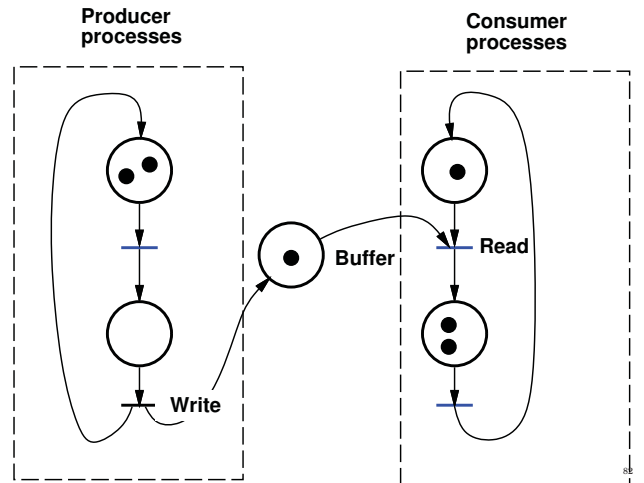 Producer
processes
Consumer
processes
Buffer
Read
Write
82